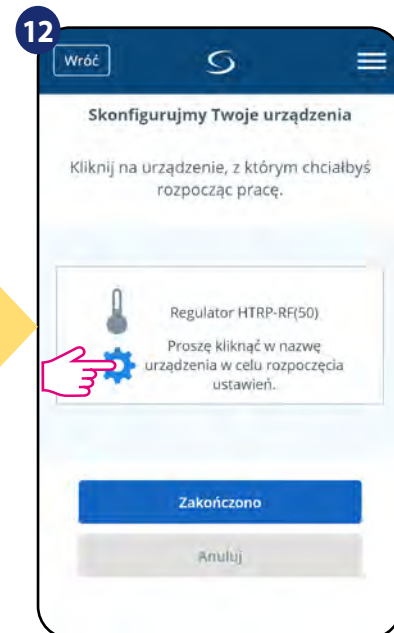 12
Wróć
Skonfigurujmy Twoje urządzenia
Kliknij na urządzenie, z którym chciałbyś
rozpocząc pracę.
Regulator HTRP-RF(50)
Proszę kliknąć w nazwę
urządzenia w celu rozpoczęcia
ustawień.
Zakończono
Anuluj